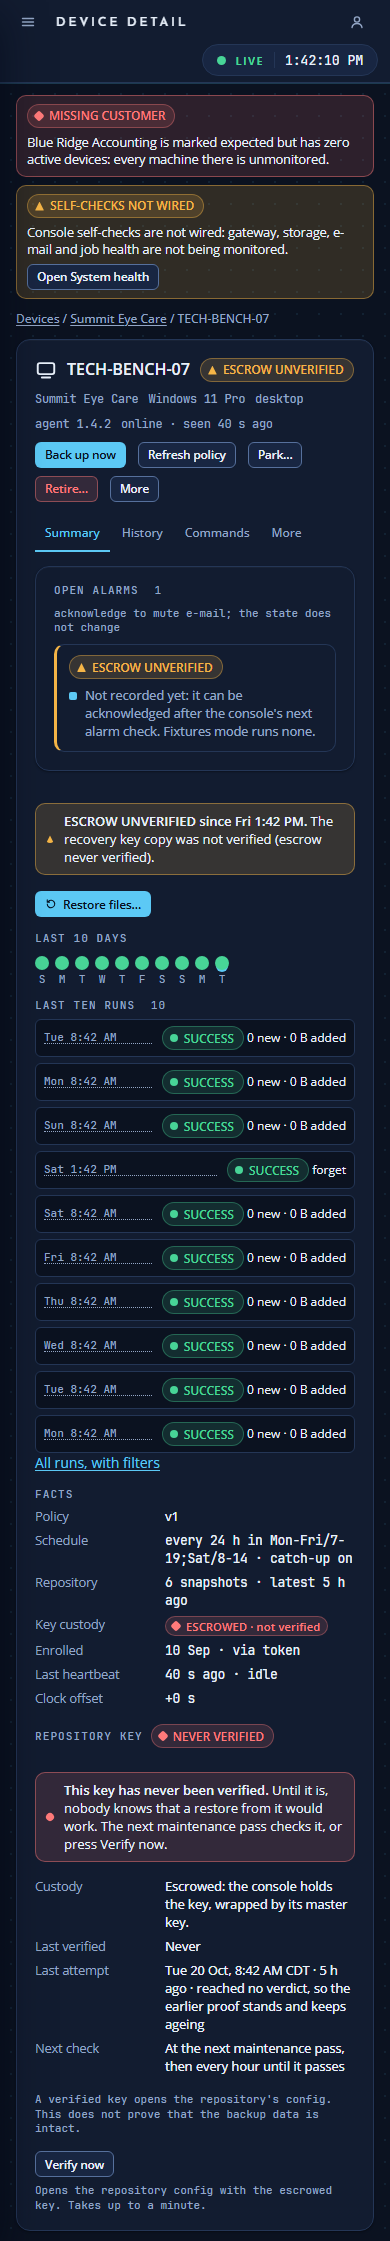 DEVICE DETAIL
LIVE 1:42:10 PM
MISSING CUSTOMER
Blue Ridge Accounting is marked expected but has zero
active devices: every machine there is unmonitored.
SELF-CHECKS NOT WIRED
Console self-checks are not wired: gateway, storage, e-
mail and job health are not being monitored.
Open System health
Devices / Summit Eye Care / TECH-BENCH-07
TECH-BENCH-07 ESCROW UNVERIFIED
Summit Eye Care Windows 11 Pro desktop
agent 1.4.2 online · seen 40 s ago
Back up now Refresh policy Park...
Retire... More
Summary History Commands More
OPEN ALARMS 1
acknowledge to mute e-mail; the state does
not change
ESCROW UNVERIFIED
Not recorded yet: it can be
acknowledged after the console's next
alarm check. Fixtures mode runs none.
ESCROW UNVERIFIED since Fri 1:42 PM. The
recovery key copy was not verified (escrow
never verified).
Restore files...
LAST 10 DAYS
S M T W T F S S M T
LAST TEN RUNS 10
Tue 8:42 AM SUCCESS 0 new · 0 B added
Mon 8:42 AM SUCCESS 0 new · 0 B added
Sun 8:42 AM SUCCESS 0 new · 0 B added
Sat 1:42 PM SUCCESS forget
Sat 8:42 AM SUCCESS 0 new · 0 B added
Fri 8:42 AM SUCCESS 0 new · 0 B added
Thu 8:42 AM SUCCESS 0 new · 0 B added
Wed 8:42 AM SUCCESS 0 new · 0 B added
Tue 8:42 AM SUCCESS 0 new · 0 B added
Mon 8:42 AM SUCCESS 0 new · 0 B added
All runs, with filters
FACTS
Policy v1
Schedule every 24 h in Mon-Fri/7-
19;Sat/8-14 · catch-up on
Repository 6 snapshots · latest 5 h
ago
Key custody ESCROWED · not verified
Enrolled 10 Sep · via token
Last heartbeat 40 s ago · idle
Clock offset +0 s
REPOSITORY KEY NEVER VERIFIED
This key has never been verified. Until it is,
nobody knows that a restore from it would
work. The next maintenance pass checks it, or
press Verify now.
Custody Escrowed: the console holds
the key, wrapped by its master
key.
Last verified Never
Last attempt Tue 20 Oct, 8:42 AM CDT · 5 h
ago · reached no verdict, so the
earlier proof stands and keeps
ageing
Next check At the next maintenance pass,
then every hour until it passes
A verified key opens the repository's config.
This does not prove that the backup data is
intact.
Verify now
Opens the repository config with the escrowed
key. Takes up to a minute.